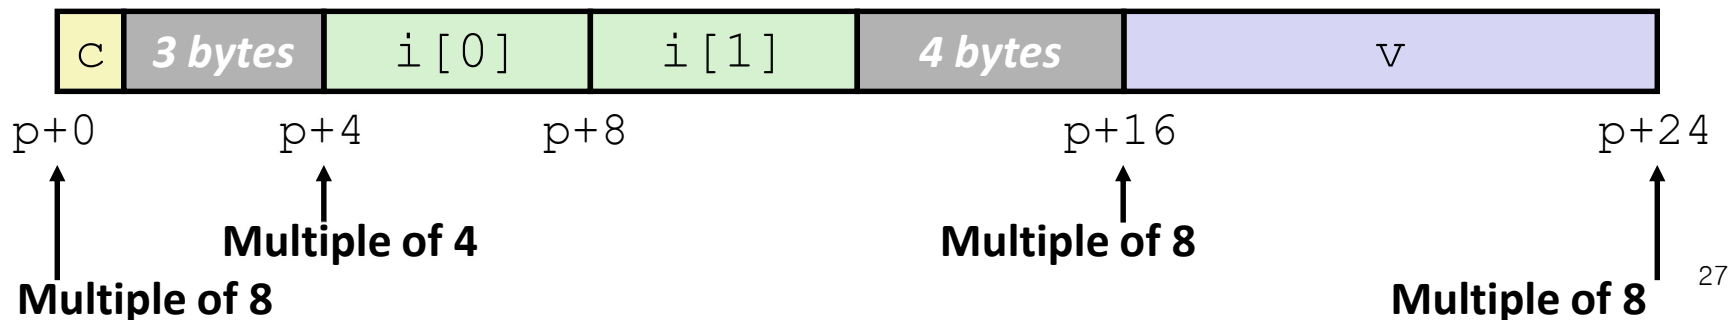 c 3 bytes i[0] i[1] 4 bytes v
p+0 p+4 p+8 p+16 p+24
Multiple of 4 Multiple of 8
Multiple of 8 Multiple of 8 27